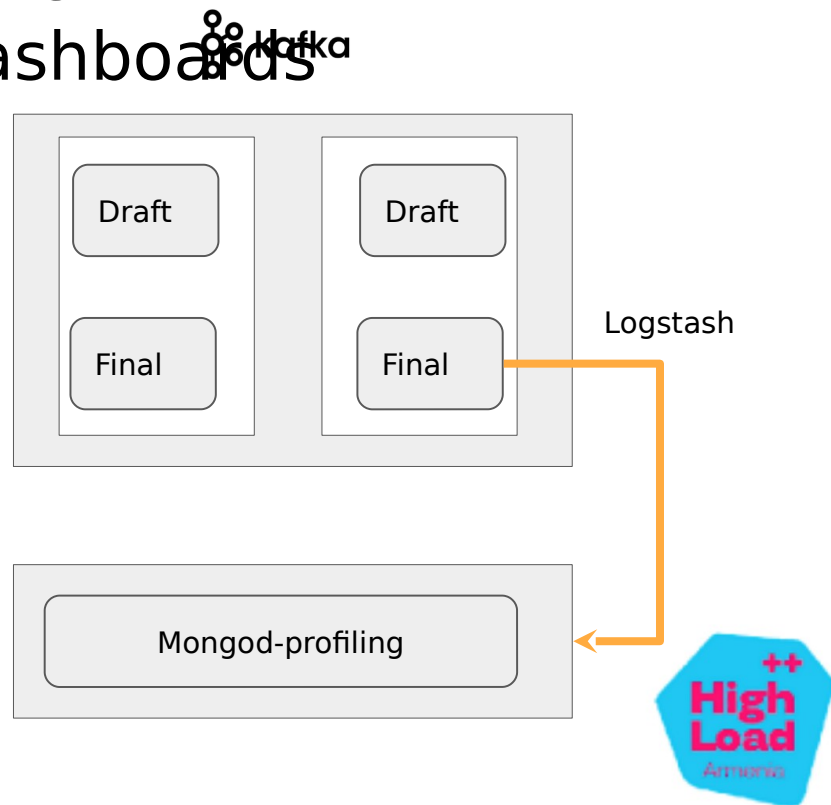 ashboards
kafka
Draft
Draft
Final
Final
Logstash
Mongod-profiling
++
High
Load
Armenia